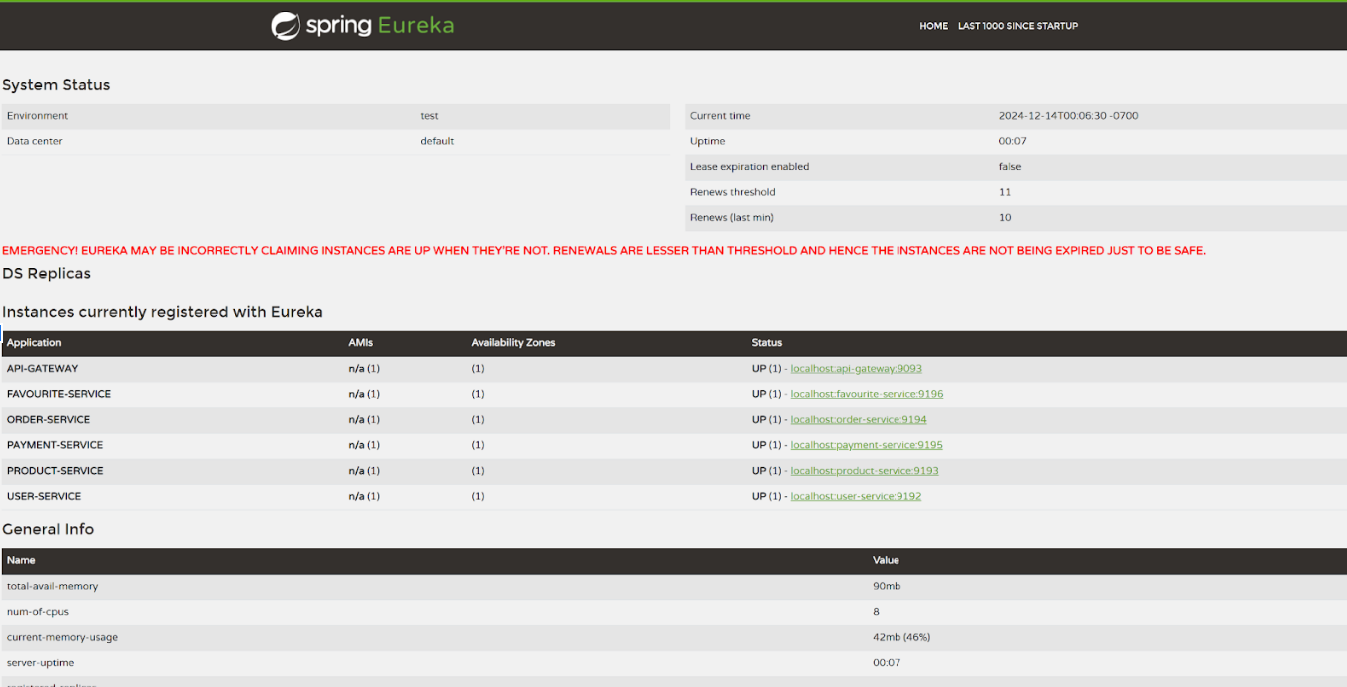 spring Eureka HOME LAST 1000 SINCE STARTUP
System Status
Environment test
Data center default
Current time 2024-12-14T00:06:30 -0700
Uptime 00:07
Lease expiration enabled false
Renews threshold 11
Renews (last min) 10
EMERGENCY! EUREKA MAY BE INCORRECTLY CLAIMING INSTANCES ARE UP WHEN THEY'RE NOT. RENEWALS ARE LESSER THAN THRESHOLD AND HENCE THE INSTANCES ARE NOT BEING EXPIRED JUST TO BE SAFE.
DS Replicas
Instances currently registered with Eureka
Application AMIs Availability Zones Status
API-GATEWAY n/a (1) (1) UP (1) - localhost:api-gateway:9093
FAVOURITE-SERVICE n/a (1) (1) UP (1) - localhost:favourite-service:9196
ORDER-SERVICE n/a (1) (1) UP (1) - localhost:order-service:9194
PAYMENT-SERVICE n/a (1) (1) UP (1) - localhost:payment-service:9195
PRODUCT-SERVICE n/a (1) (1) UP (1) - localhost:product-service:9193
USER-SERVICE n/a (1) (1) UP (1) - localhost:user-service:9192
General Info
Name Value
total-avail-memory 90mb
num-of-cpus 8
current-memory-usage 42mb (46%)
server-uptime 00:07